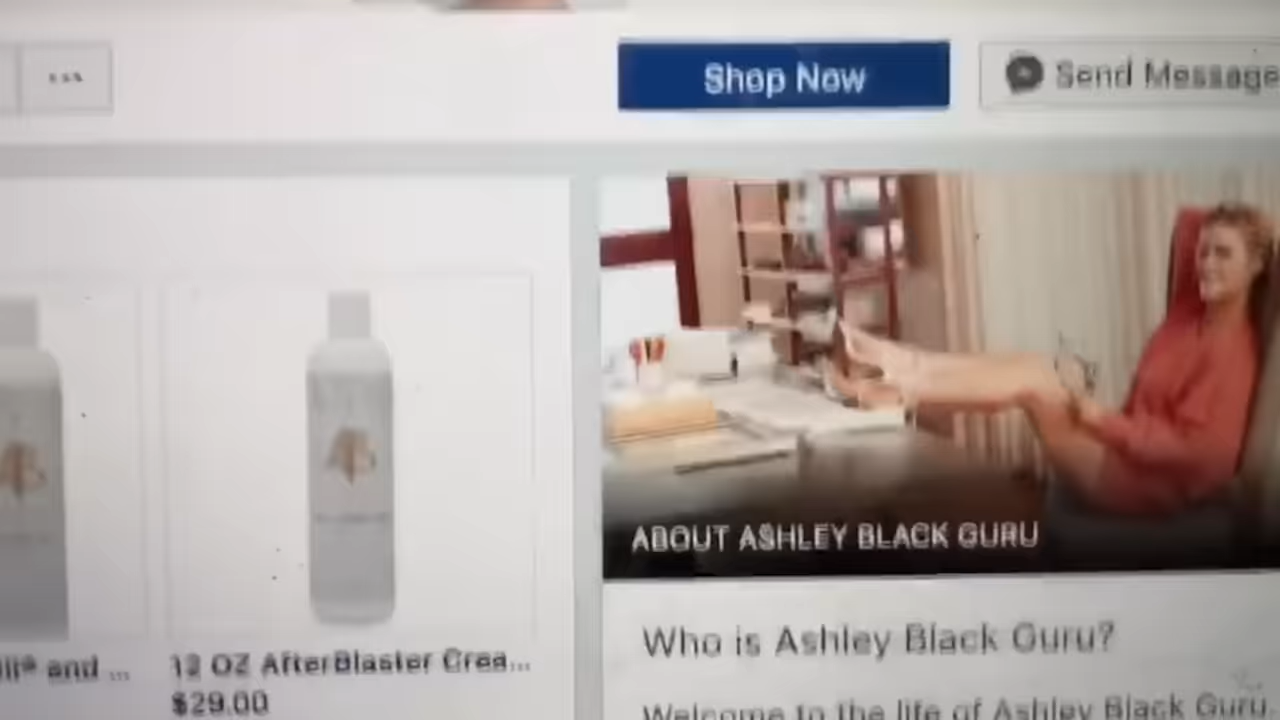 Shop Now
Send Message
ABOUT ASHLEY BLACK GURU
and ...
12 OZ AfterBlaster Crea...
$29.00
Who is Ashley Black Guru?
Welcome to the life of Ashley Black Guru.